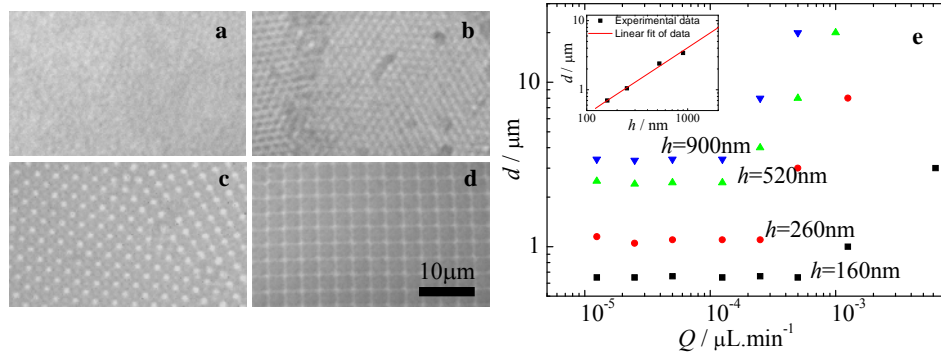 a
b
c
d
10μm
e
d / μm
10
1
10⁻⁵
10⁻⁴
10⁻³
Q / μL.min⁻¹
h=900nm
h=520nm
h=260nm
h=160nm
d / μm
10
1
100
1000
h / nm
Experimental data
Linear fit of data